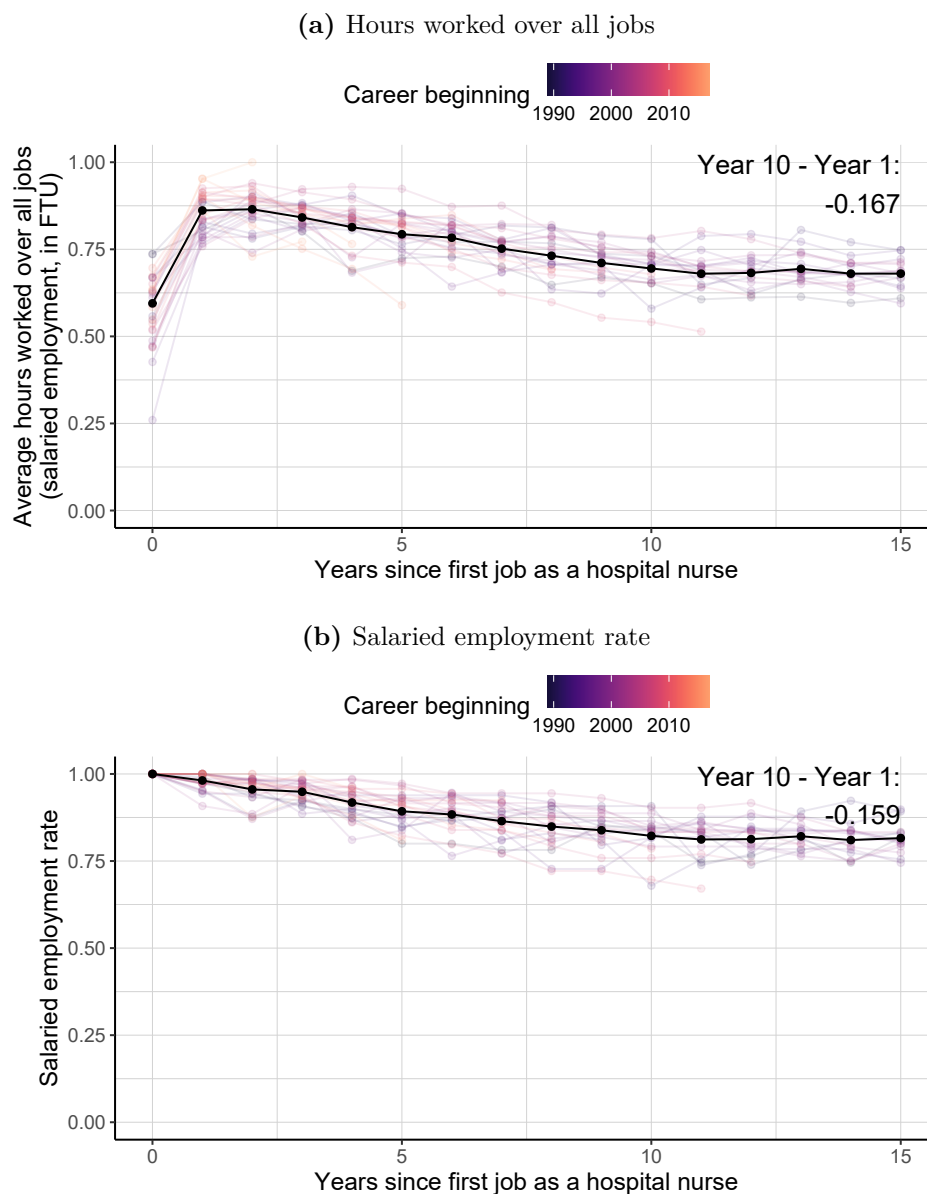 (a) Hours worked over all jobs
Career beginning
1990 2000 2010
Average hours worked over all jobs
(salaried employment, in FTU)
1.00
0.75
0.50
0.25
0.00
Year 10 - Year 1:
-0.167
0 5 10 15
Years since first job as a hospital nurse
(b) Salaried employment rate
Career beginning
1990 2000 2010
Salaried employment rate
1.00
0.75
0.50
0.25
0.00
Year 10 - Year 1:
-0.159
0 5 10 15
Years since first job as a hospital nurse